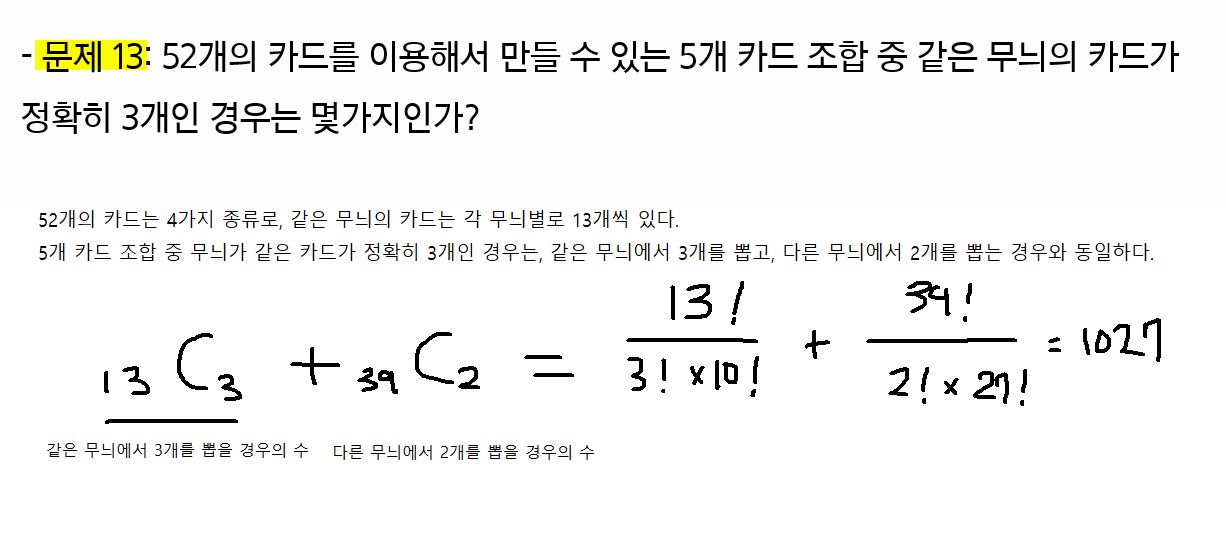 - 문제 13: 52개의 카드를 이용해서 만들 수 있는 5개 카드 조합 중 같은 무늬의 카드가
정확히 3개인 경우는 몇가지인가?
52개의 카드는 4가지 종류로, 같은 무늬의 카드는 각 무늬별로 13개씩 있다.
5개 카드 조합 중 무늬가 같은 카드가 정확히 3개인 경우는, 같은 무늬에서 3개를 뽑고, 다른 무늬에서 2개를 뽑는 경우와 동일하다.
13 C 3 + 39 C 2 = 13! / 3! x 10! + 39! / 2! x 27! = 1027
같은 무늬에서 3개를 뽑을 경우의 수 다른 무늬에서 2개를 뽑을 경우의 수